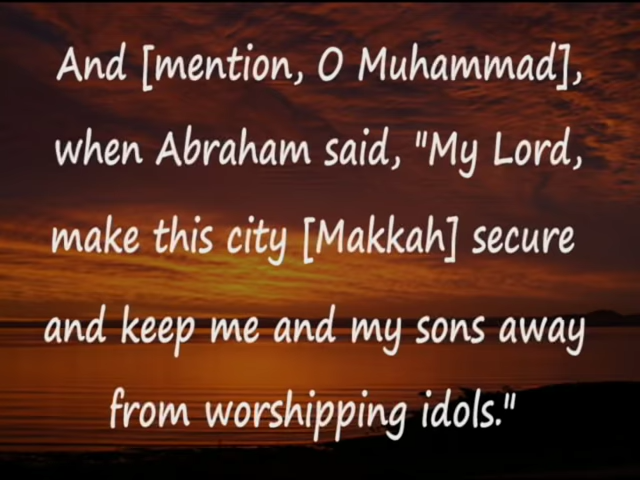 And [mention, O Muhammad],
when Abraham said, "My Lord,
make this city [Makkah] secure
and keep me and my sons away
from worshipping idols."